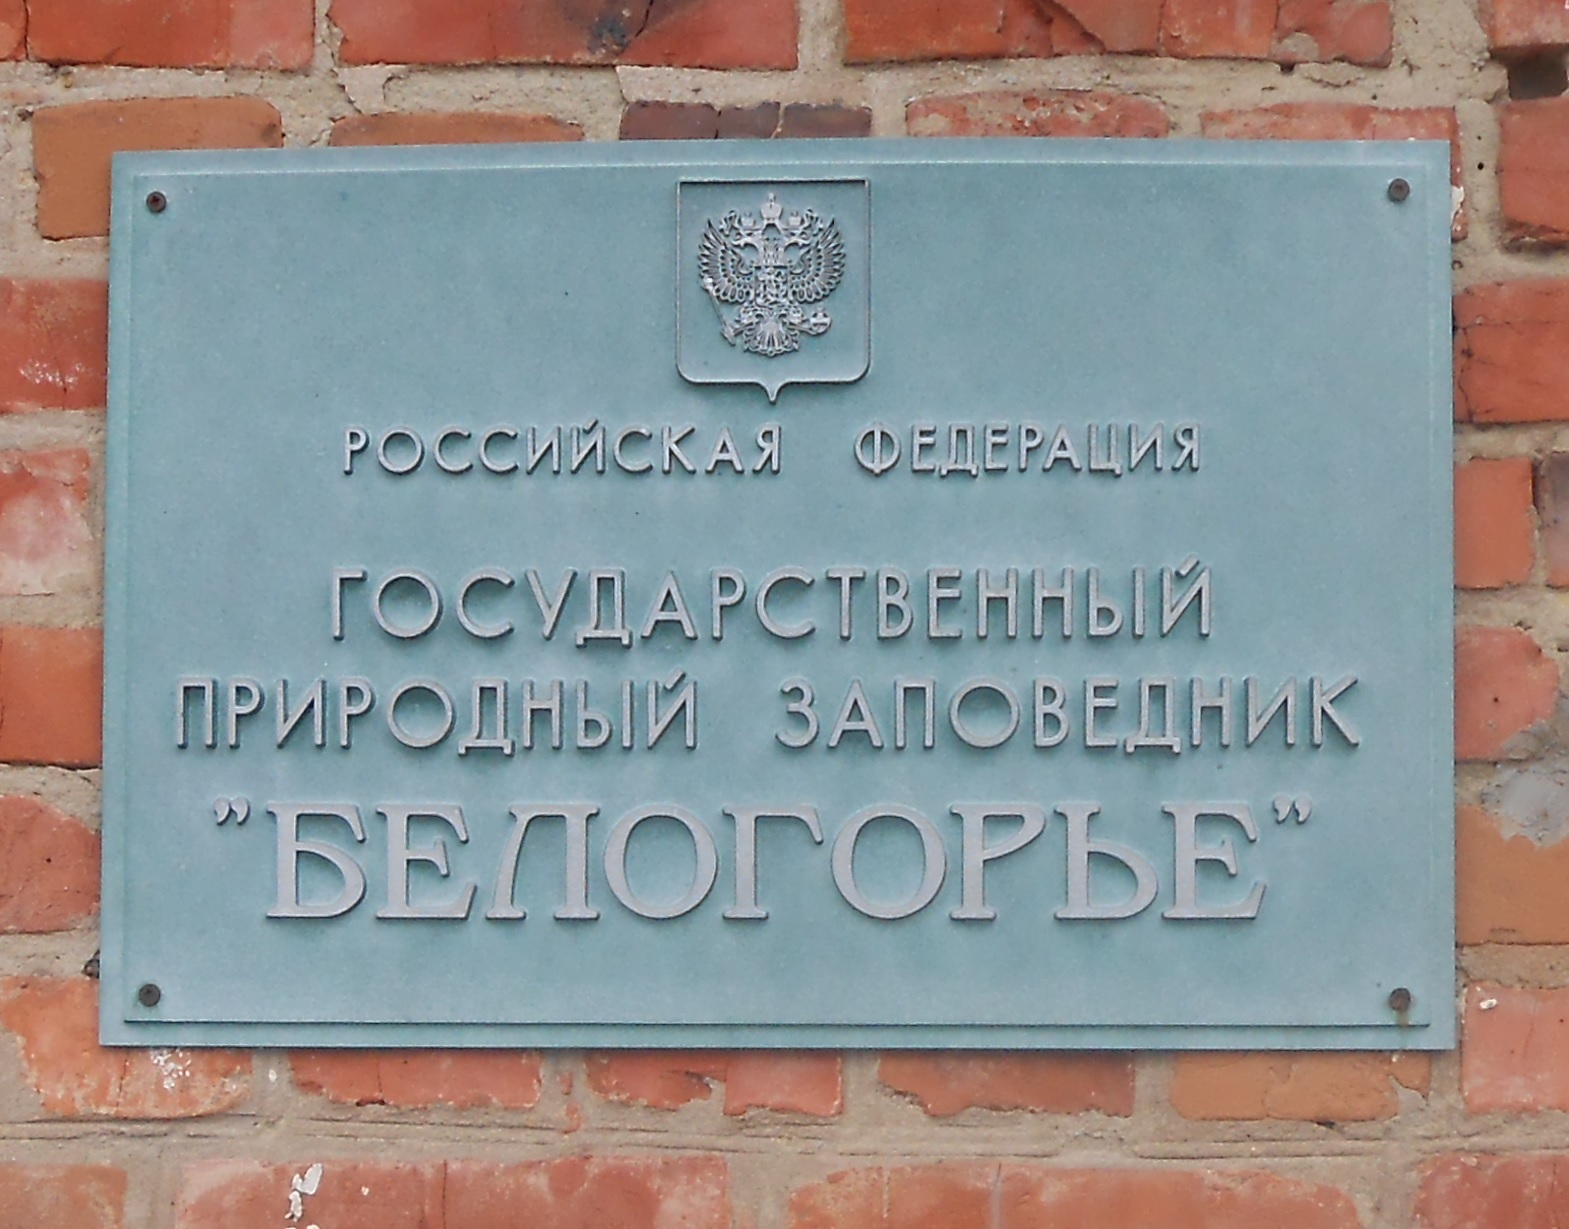 РОССИЙСКАЯ ФЕДЕРАЦИЯ
ГОСУДАРСТВЕННЫЙ
ПРИРОДНЫЙ ЗАПОВЕДНИК
”БЕЛОГОРЬЕ”